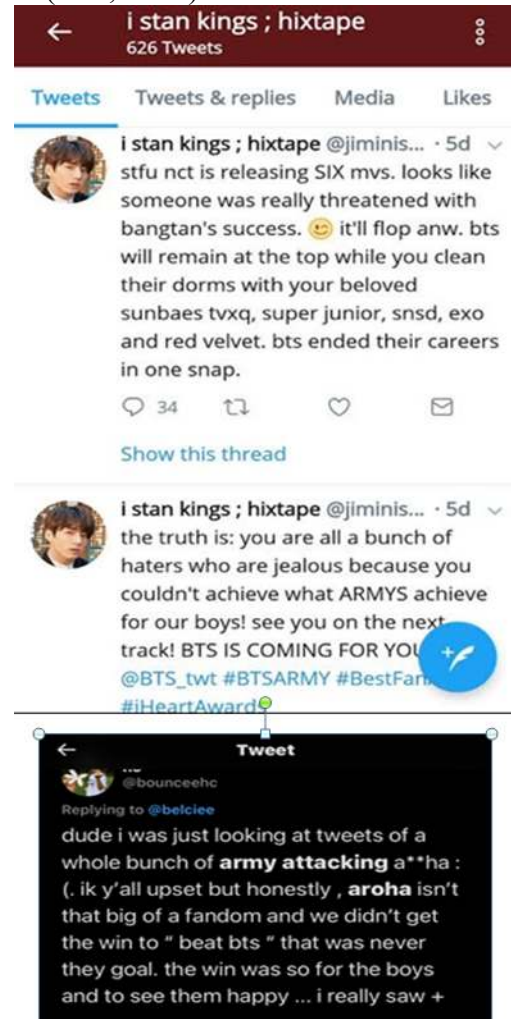 i stan kings ; hixtape
626 Tweets
Tweets Tweets & replies Media Likes
i stan kings ; hixtape @jiminis... · 5d
stfu nct is releasing SIX mvs. looks like
someone was really threatened with
bangtan's success. 😉 it'll flop anw. bts
will remain at the top while you clean
their dorms with your beloved
sunbaes tvxq, super junior, snsd, exo
and red velvet. bts ended their careers
in one snap.
34
Show this thread
i stan kings ; hixtape @jiminis... · 5d
the truth is: you are all a bunch of
haters who are jealous because you
couldn't achieve what ARMYS achieve
for our boys! see you on the next
track! BTS IS COMING FOR YOU
@BTS_twt #BTSARMY #BestFan
#iHeartAwards
Tweet
@bounceehc
Replying to @belciee
dude i was just looking at tweets of a
whole bunch of army attacking a**ha :
(. ik y'all upset but honestly , aroha isn't
that big of a fandom and we didn't get
the win to " beat bts " that was never
they goal. the win was so for the boys
and to see them happy ... i really saw +